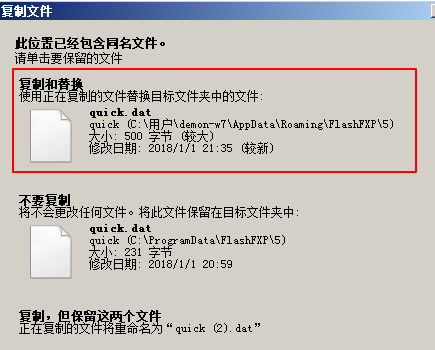 复制文件
此位置已经包含同名文件。
请单击要保留的文件
复制和替换
使用正在复制的文件替换目标文件夹中的文件:
quick.dat
quick (C:\用户\demon-w7\AppData\Roaming\FlashFXP\5)
大小: 500 字节 (较大)
修改日期: 2018/1/1 21:35 (较新)
不要复制
将不会更改任何文件。将此文件保留在目标文件夹中:
quick.dat
quick (C:\ProgramData\FlashFXP\5)
大小: 231 字节
修改日期: 2018/1/1 20:59
复制，但保留这两个文件
正在复制的文件将重命名为“quick (2).dat”